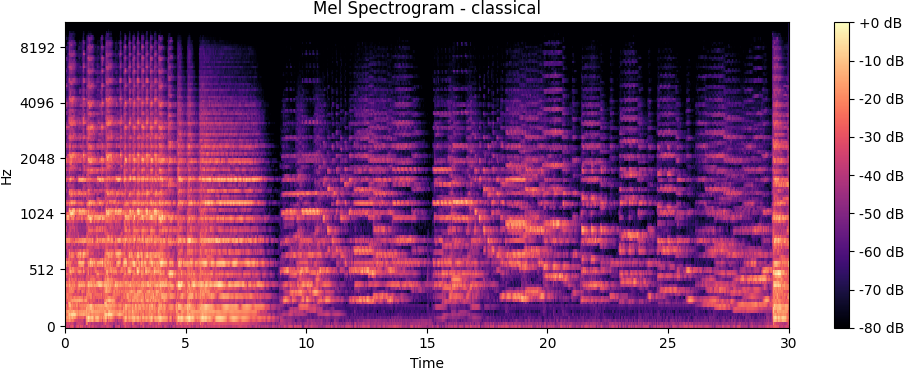 Mel Spectrogram - classical
8192
4096
2048
1024
512
0
Hz
0 5 10 15 20 25 30
Time
+0 dB
-10 dB
-20 dB
-30 dB
-40 dB
-50 dB
-60 dB
-70 dB
-80 dB